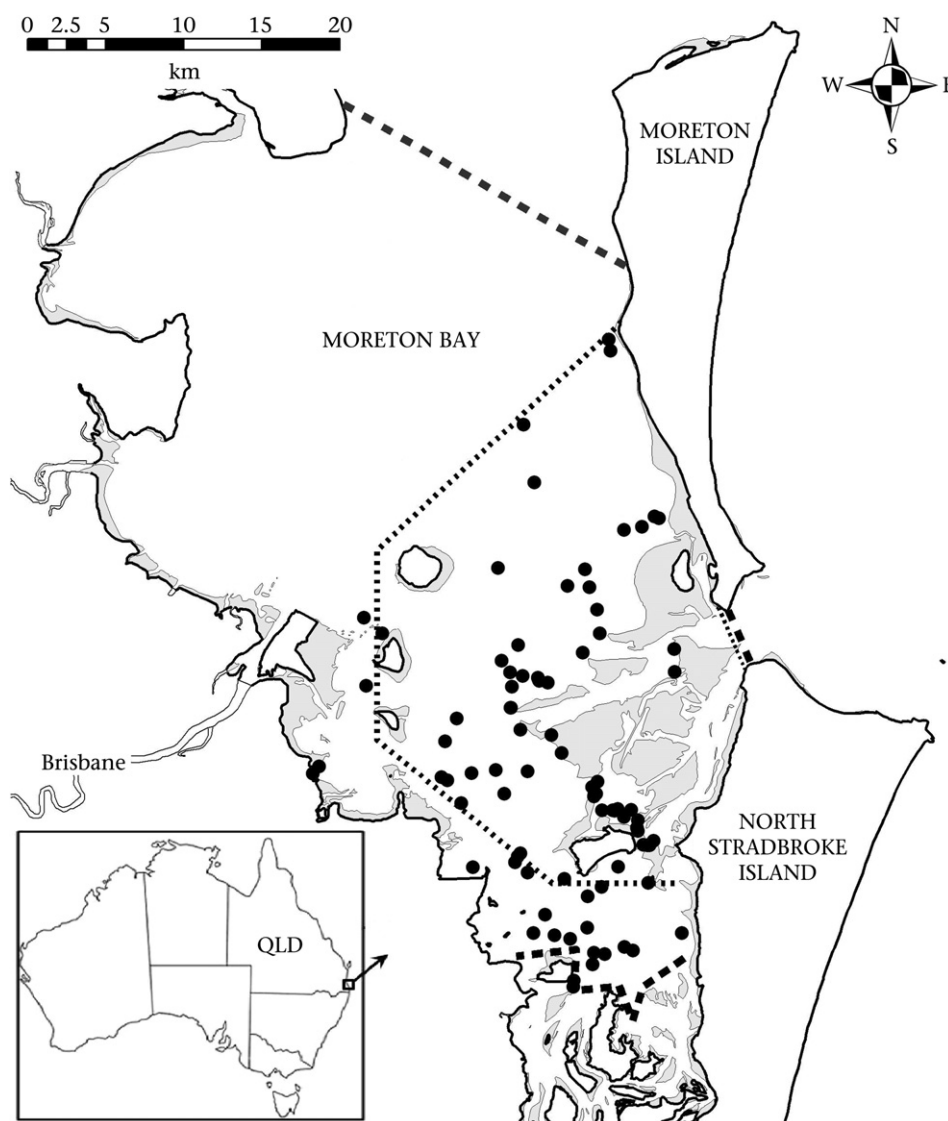 0 2.5 5 10 15 20
km
N
W E
S
MORETON
ISLAND
MORETON BAY
Brisbane
NORTH
STRADBROKE
ISLAND
QLD